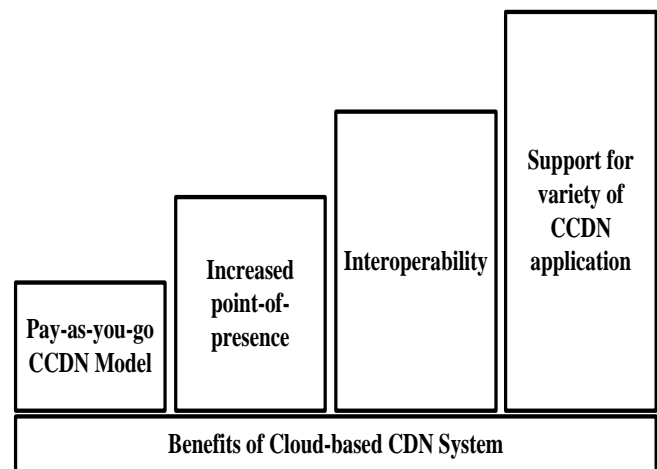 Pay-as-you-go
CCDN Model
Increased
point-of-
presence
Interoperability
Support for
variety of
CCDN
application
Benefits of Cloud-based CDN System